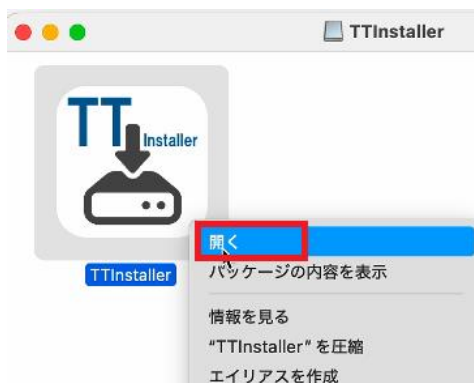 TTInstaller
TT
Installer
開く
TTInstaller
パッケージの内容を表示
情報を見る
“TTInstaller” を圧縮
エイリアスを作成